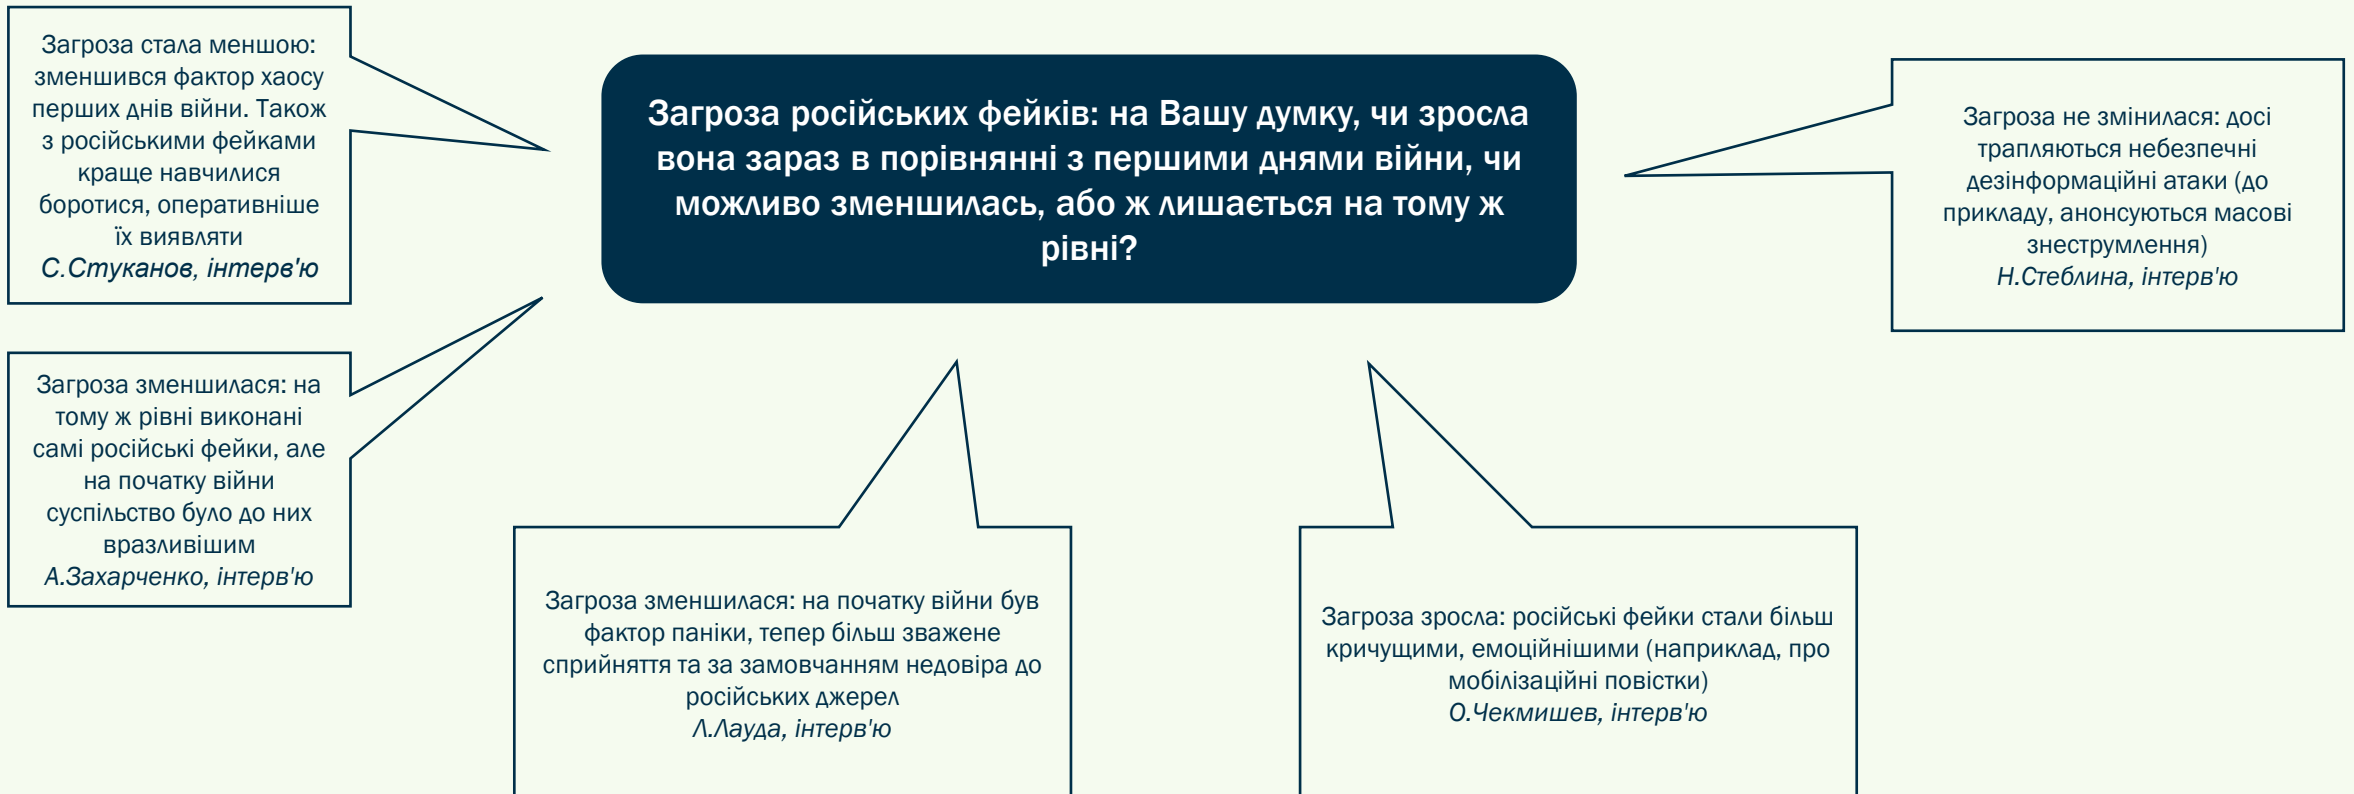 Загроза російських фейків: на Вашу думку, чи зросла
вона зараз в порівнянні з першими днями війни, чи
можливо зменшилась, або ж лишається на тому ж
рівні?
Загроза стала меншою:
зменшився фактор хаосу
перших днів війни. Також
з російськими фейками
краще навчилися
боротися, оперативніше
їх виявляти
С.Стуканов, інтерв'ю
Загроза зменшилася: на
тому ж рівні виконані
самі російські фейки, але
на початку війни
суспільство було до них
вразливішим
А.Захарченко, інтерв'ю
Загроза зменшилася: на початку війни був
фактор паніки, тепер більш зважене
сприйняття та за замовчанням недовіра до
російських джерел
Л.Лауда, інтерв'ю
Загроза зросла: російські фейки стали більш
кричущими, емоційнішими (наприклад, про
мобілізаційні повістки)
О.Чекмишев, інтерв'ю
Загроза не змінилася: досі
трапляються небезпечні
дезінформаційні атаки (до
прикладу, анонсуються масові
знеструмлення)
Н.Стеблина, інтерв'ю